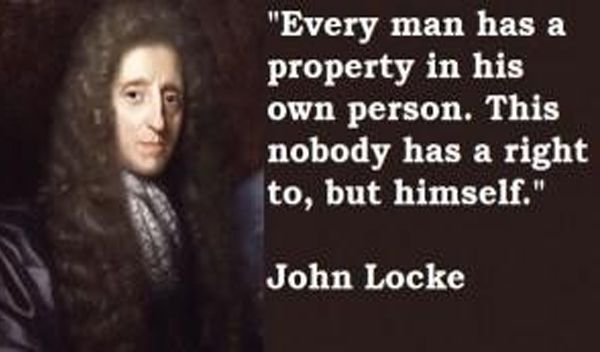 "Every man has a
property in his
own person. This
nobody has a right
to, but himself."
John Locke